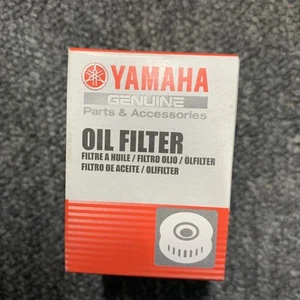 YAMAHA
GENUINE
Parts & Accessories
OIL FILTER
FILTRE A HUILE / FILTRO OLIO / ÖLFILTER
FILTRO DE ACEITE / OLIFILTER